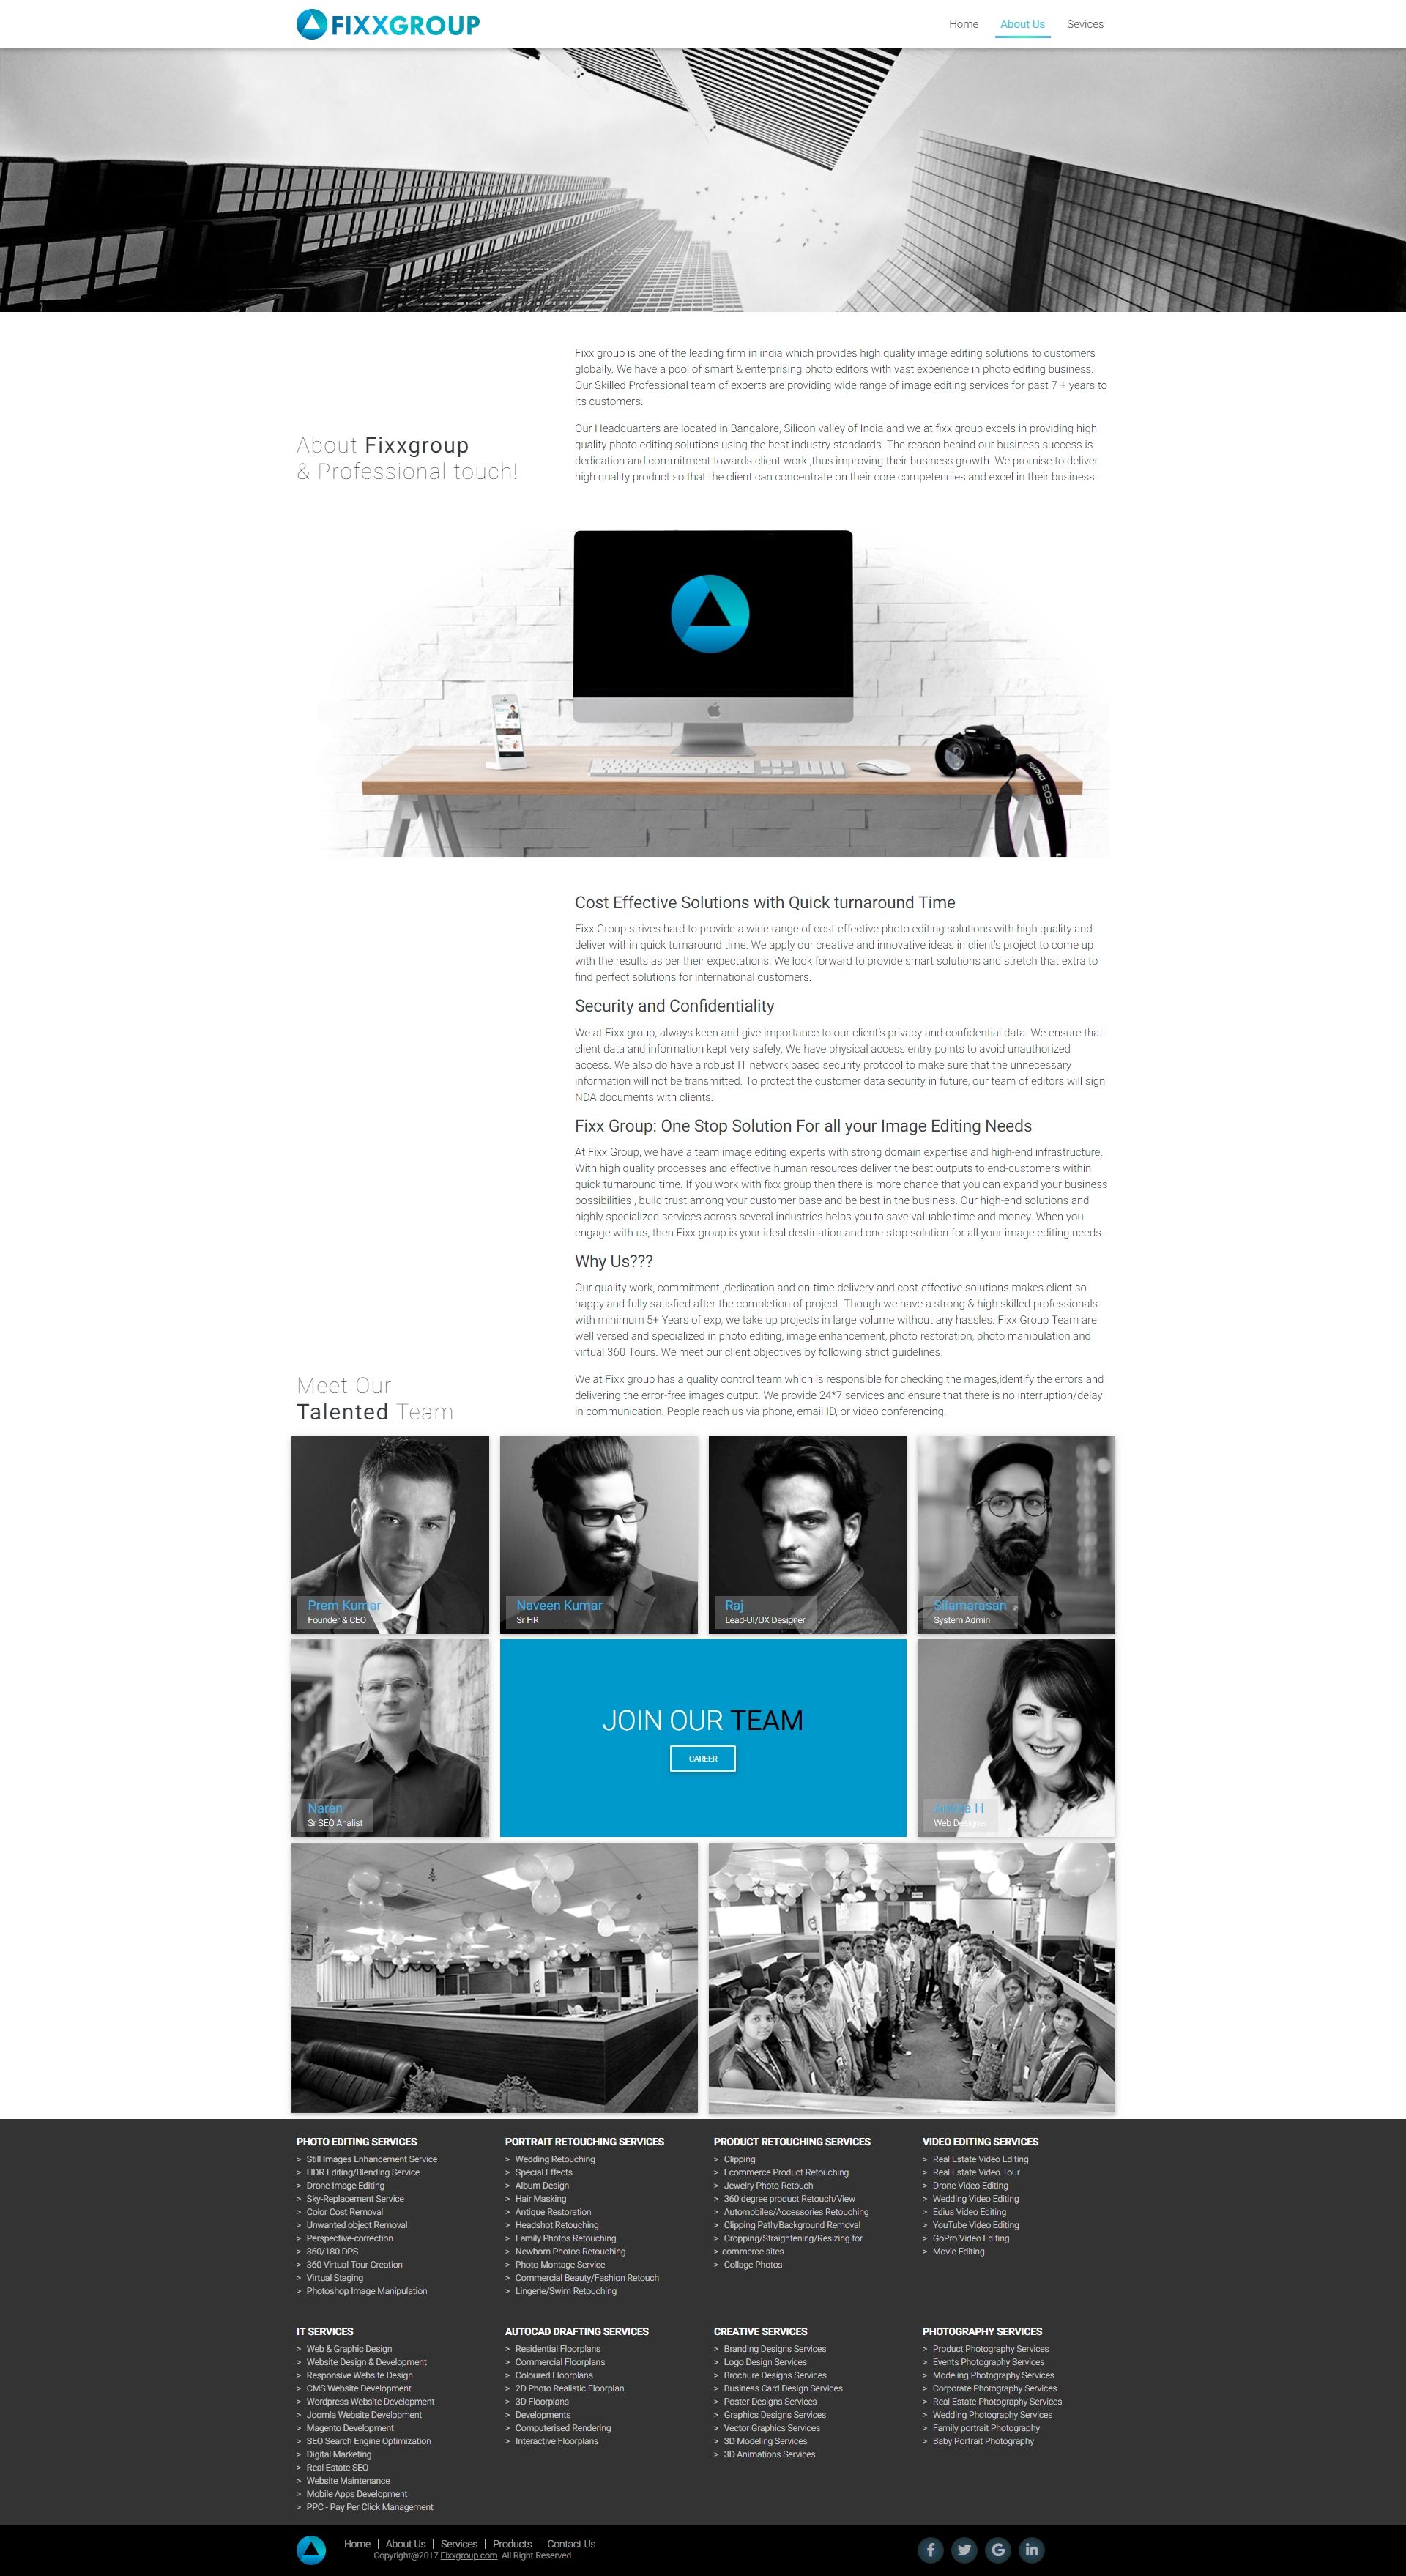 FIXXGROUP
Home About Us Sevices
Fixx group is one of the leading firm in india which provides high quality image editing solutions to customers
globally. We have a pool of smart & enterprising photo editors with vast experience in photo editing business.
Our Skilled Professional team of experts are providing wide range of image editing services for past 7 + years to
its customers.
Our Headquarters are located in Bangalore, Silicon valley of India and we at fixx group excels in providing high
quality photo editing solutions using the best industry standards. The reason behind our business success is
dedication and commitment towards client work ,thus improving their business growth. We promise to deliver
high quality product so that the client can concentrate on their core competencies and excel in their business.
About Fixxgroup
& Professional touch!
EOS
DIGITAL
Cost Effective Solutions with Quick turnaround Time
Fixx Group strives hard to provide a wide range of cost-effective photo editing solutions with high quality and
deliver within quick turnaround time. We apply our creative and innovative ideas in client's project to come up
with the results as per their expectations. We look forward to provide smart solutions and stretch that extra to
find perfect solutions for international customers.
Security and Confidentiality
We at Fixx group, always keen and give importance to our client's privacy and confidential data. We ensure that
client data and information kept very safely; We have physical access entry points to avoid unauthorized
access. We also do have a robust IT network based security protocol to make sure that the unnecessary
information will not be transmitted. To protect the customer data security in future, our team of editors will sign
NDA documents with clients.
Fixx Group: One Stop Solution For all your Image Editing Needs
At Fixx Group, we have a team image editing experts with strong domain expertise and high-end infrastructure.
With high quality processes and effective human resources deliver the best outputs to end-customers within
quick turnaround time. If you work with fixx group then there is more chance that you can expand your business
possibilities , build trust among your customer base and be best in the business. Our high-end solutions and
highly specialized services across several industries helps you to save valuable time and money. When you
engage with us, then Fixx group is your ideal destination and one-stop solution for all your image editing needs.
Why Us???
Our quality work, commitment ,dedication and on-time delivery and cost-effective solutions makes client so
happy and fully satisfied after the completion of project. Though we have a strong & high skilled professionals
with minimum 5+ Years of exp, we take up projects in large volume without any hassles. Fixx Group Team are
well versed and specialized in photo editing, image enhancement, photo restoration, photo manipulation and
virtual 360 Tours. We meet our client objectives by following strict guidelines.
We at Fixx group has a quality control team which is responsible for checking the mages,identify the errors and
delivering the error-free images output. We provide 24*7 services and ensure that there is no interruption/delay
in communication. People reach us via phone, email ID, or video conferencing.
Meet Our
Talented Team
Prem Kumar
Founder & CEO
Naveen Kumar
Sr HR
Raj
Lead-UI/UX Designer
Silamarasan
System Admin
Naren
Sr SEO Analist
JOIN OUR TEAM
CAREER
H
Web Designer
PHOTO EDITING SERVICES
> Still Images Enhancement Service
> HDR Editing/Blending Service
> Drone Image Editing
> Sky-Replacement Service
> Color Cost Removal
> Unwanted object Removal
> Perspective-correction
> 360/180 DPS
> 360 Virtual Tour Creation
> Virtual Staging
> Photoshop Image Manipulation
PORTRAIT RETOUCHING SERVICES
> Wedding Retouching
> Special Effects
> Album Design
> Hair Masking
> Antique Restoration
> Headshot Retouching
> Family Photos Retouching
> Newborn Photos Retouching
> Photo Montage Service
> Commercial Beauty/Fashion Retouch
> Lingerie/Swim Retouching
PRODUCT RETOUCHING SERVICES
> Clipping
> Ecommerce Product Retouching
> Jewelry Photo Retouch
> 360 degree product Retouch/View
> Automobiles/Accessories Retouching
> Clipping Path/Background Removal
> Cropping/Straightening/Resizing for
> commerce sites
> Collage Photos
VIDEO EDITING SERVICES
> Real Estate Video Editing
> Real Estate Video Tour
> Drone Video Editing
> Wedding Video Editing
> Edius Video Editing
> YouTube Video Editing
> GoPro Video Editing
> Movie Editing
IT SERVICES
> Web & Graphic Design
> Website Design & Development
> Responsive Website Design
> CMS Website Development
> Wordpress Website Development
> Joomla Website Development
> Magento Development
> SEO Search Engine Optimization
> Digital Marketing
> Real Estate SEO
> Website Maintenance
> Mobile Apps Development
> PPC - Pay Per Click Management
AUTOCAD DRAFTING SERVICES
> Residential Floorplans
> Commercial Floorplans
> Coloured Floorplans
> 2D Photo Realistic Floorplan
> 3D Floorplans
> Developments
> Computerised Rendering
> Interactive Floorplans
CREATIVE SERVICES
> Branding Designs Services
> Logo Design Services
> Brochure Designs Services
> Business Card Design Services
> Poster Designs Services
> Graphics Designs Services
> Vector Graphics Services
> 3D Modeling Services
> 3D Animations Services
PHOTOGRAPHY SERVICES
> Product Photography Services
> Events Photography Services
> Modeling Photography Services
> Corporate Photography Services
> Real Estate Photography Services
> Wedding Photography Services
> Family portrait Photography
> Baby Portrait Photography
Home | About Us | Services | Products | Contact Us
Copyright@2017 Fixxgroup.com. All Right Reserved